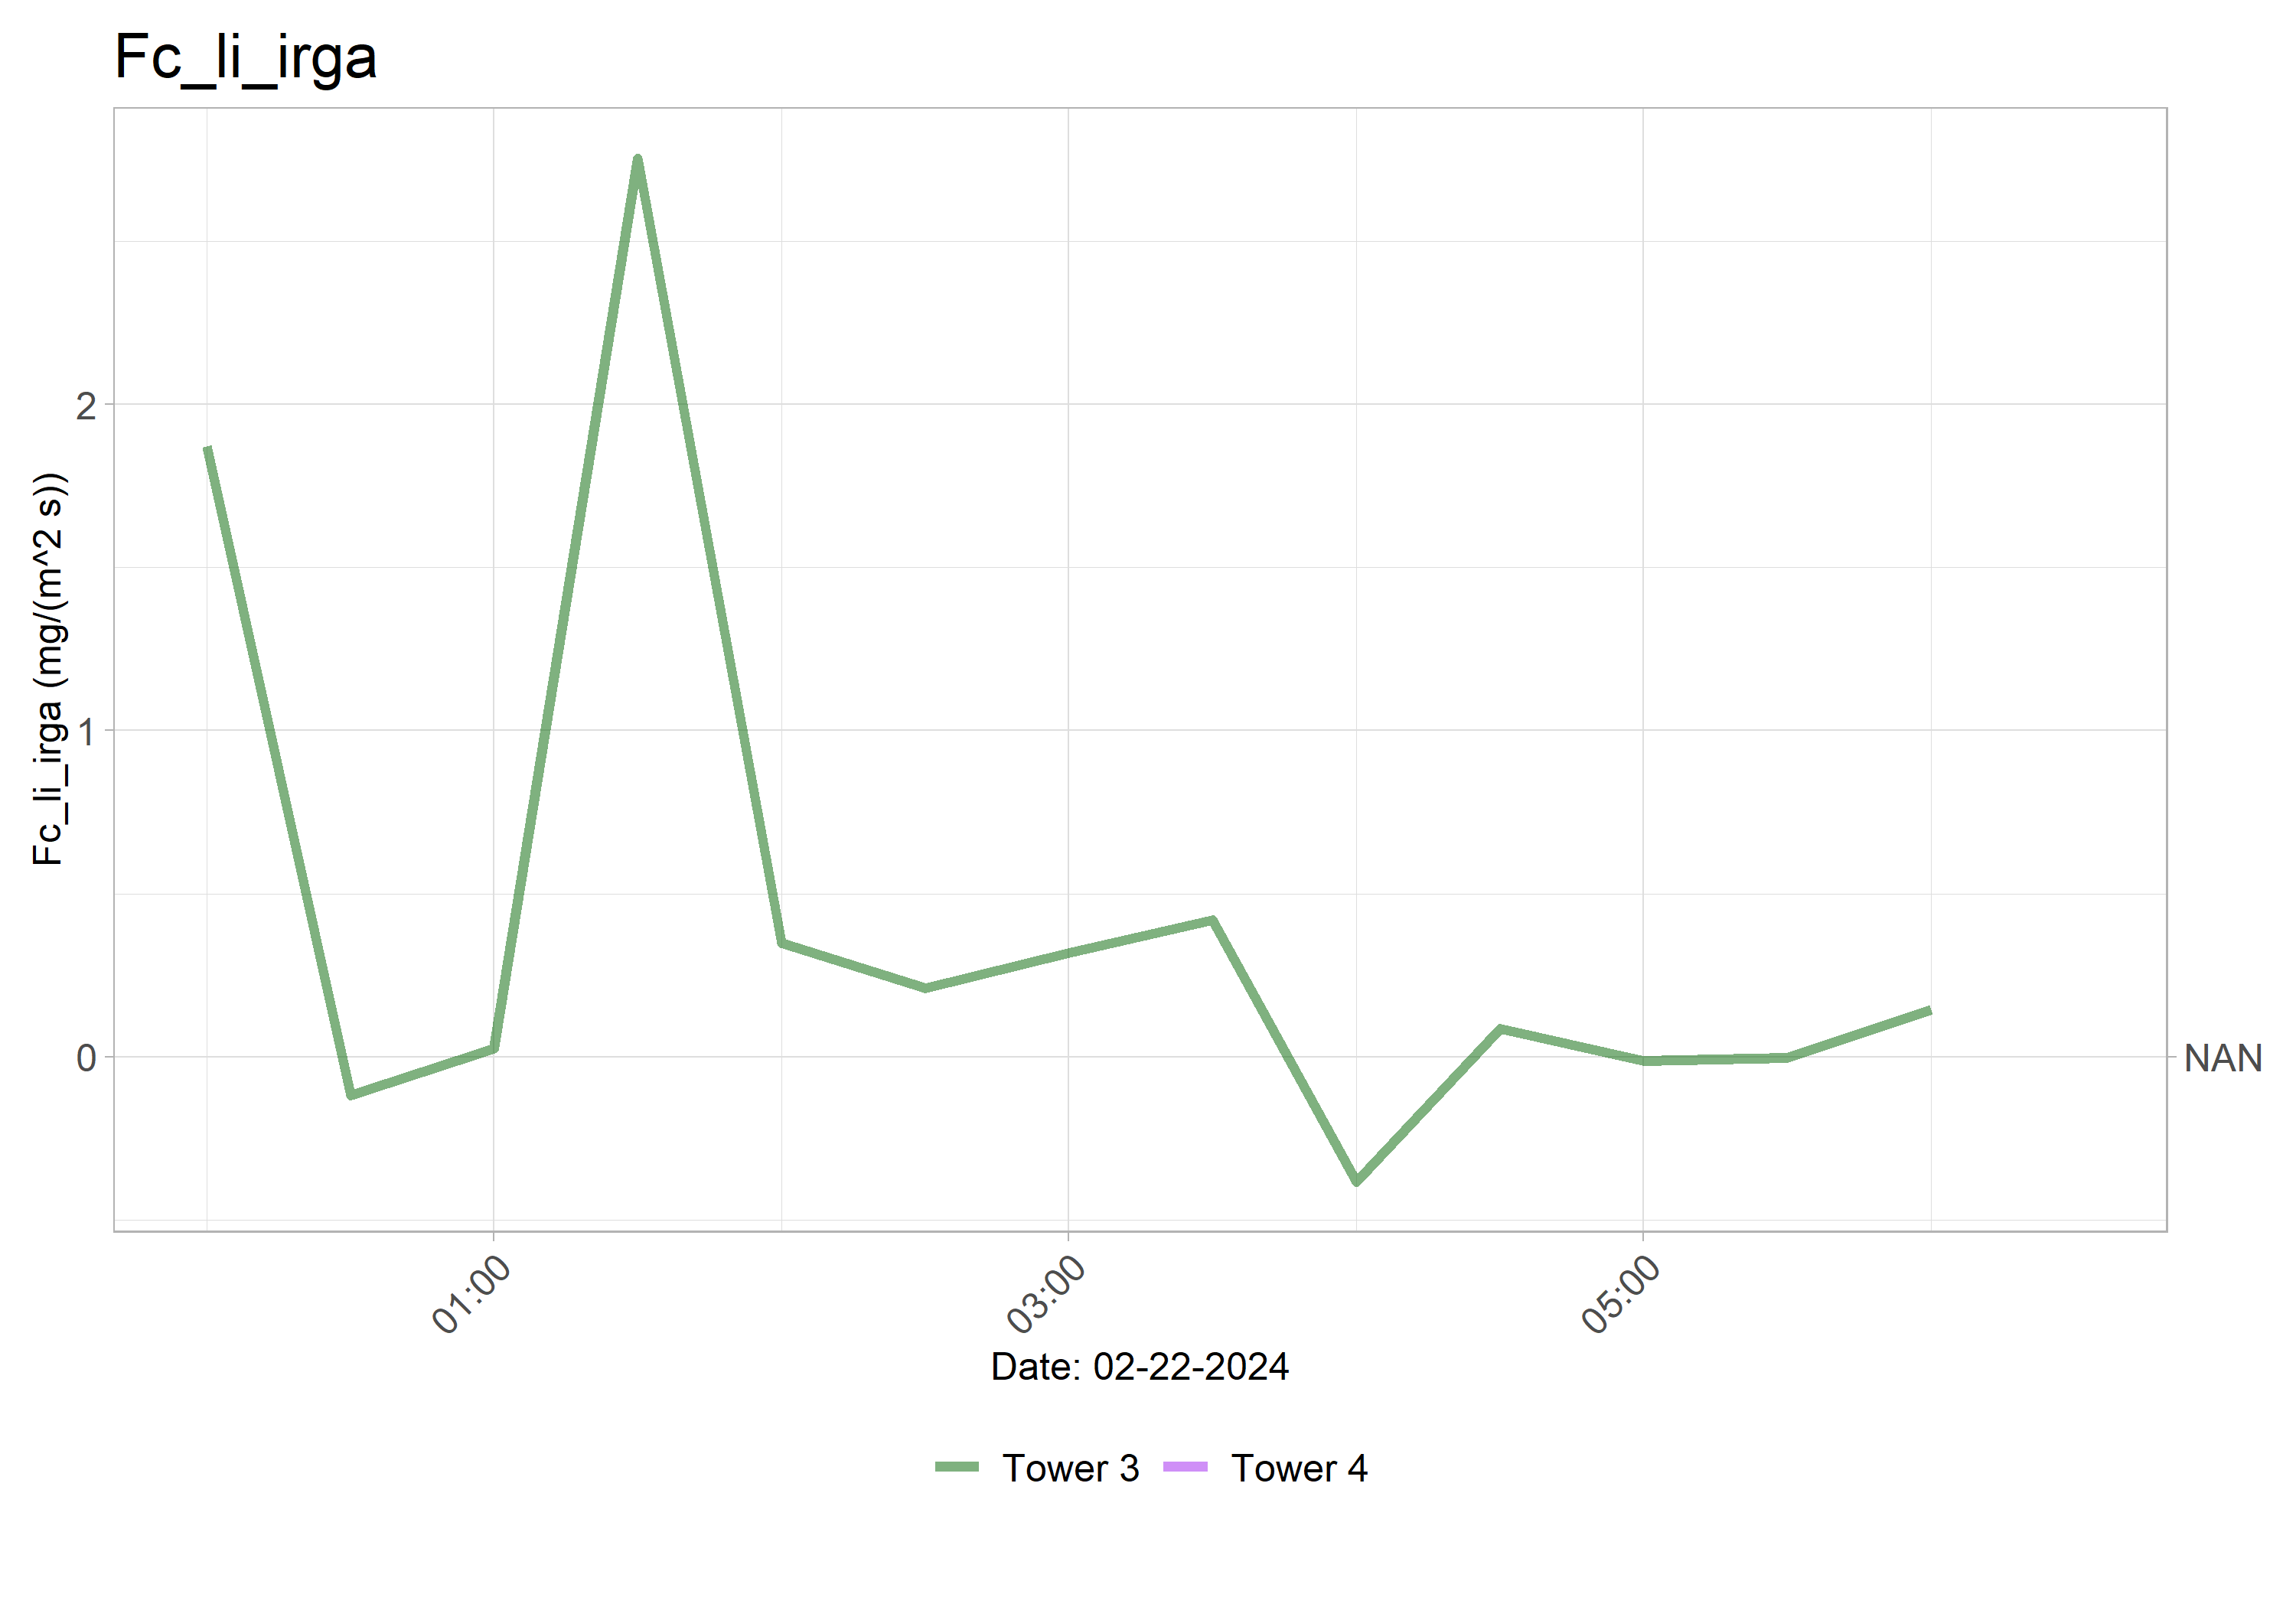 Fc_li_irga
Fc_li_irga (mg/(m^2 s))
2
1
0
NAN
01:00
03:00
05:00
Date: 02-22-2024
Tower 3
Tower 4